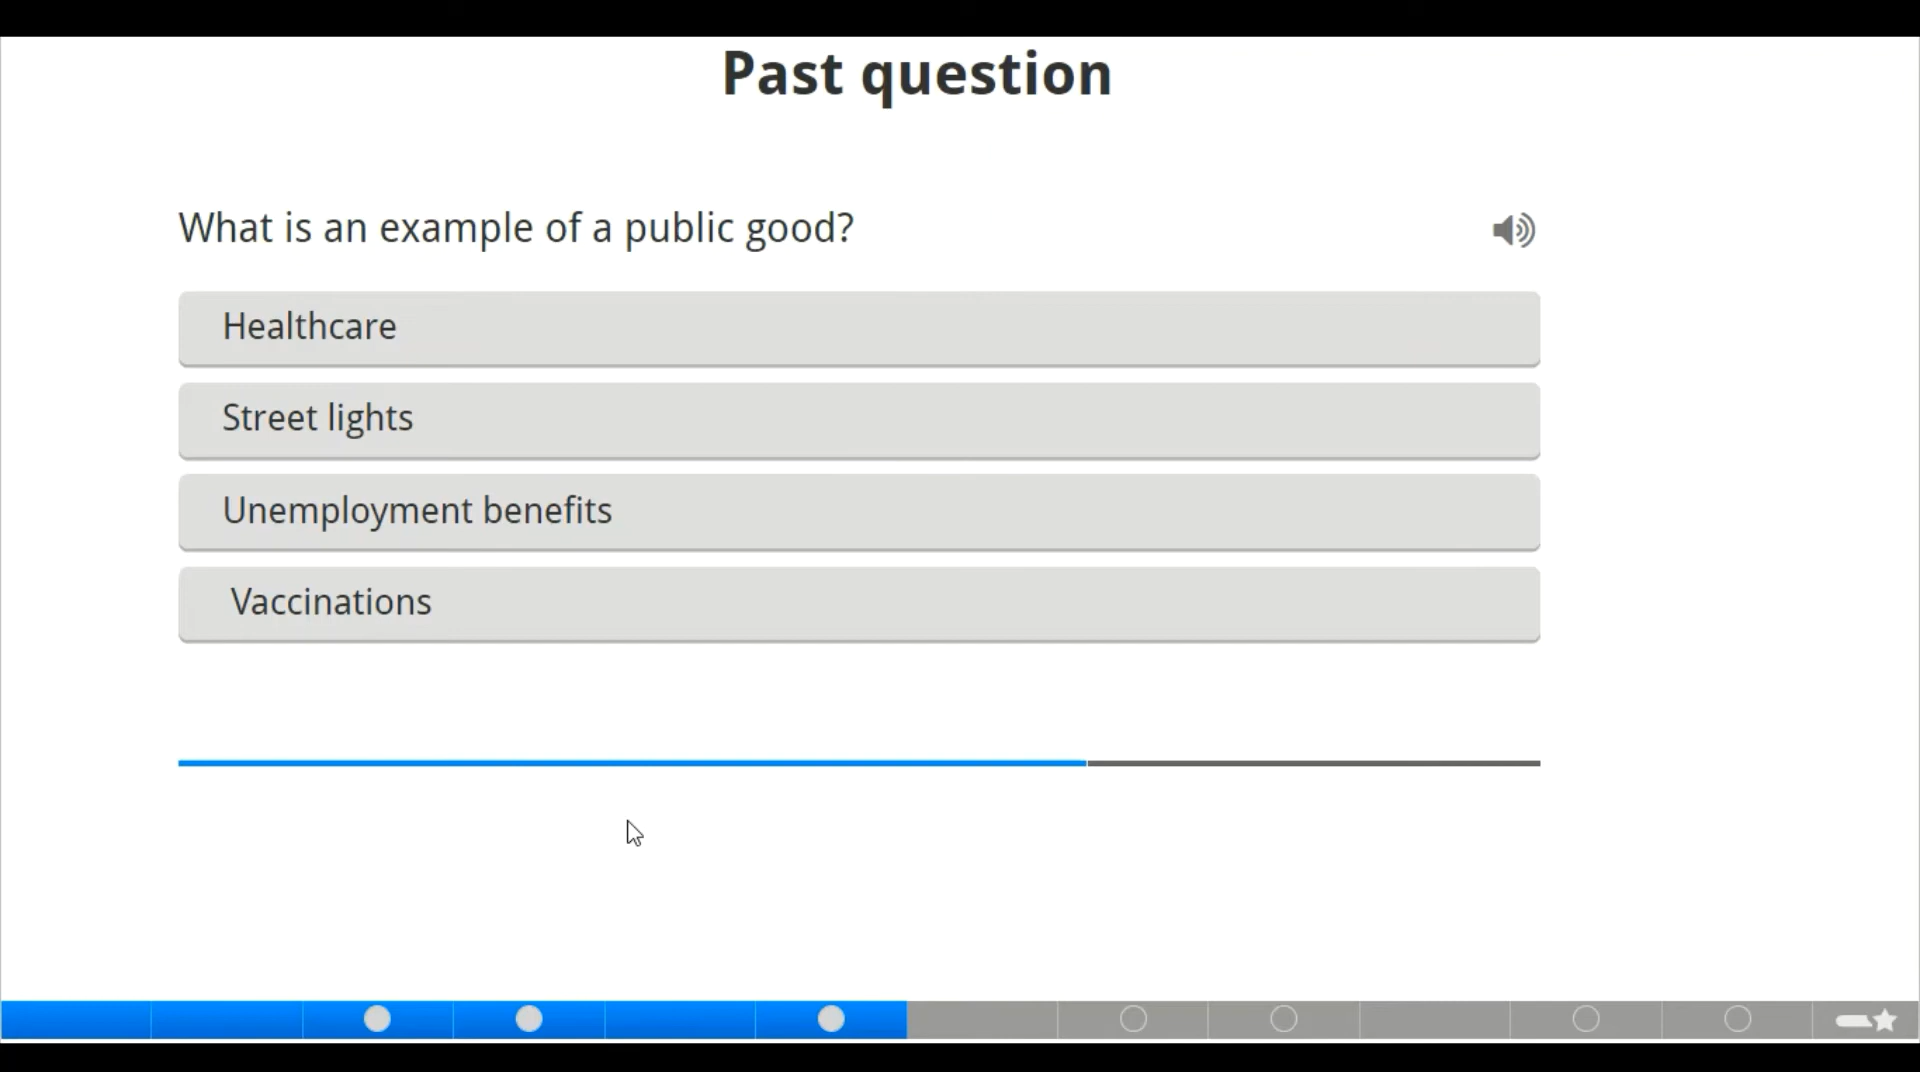 Past question
What is an example of a public good?
Healthcare
Street lights
Unemployment benefits
Vaccinations